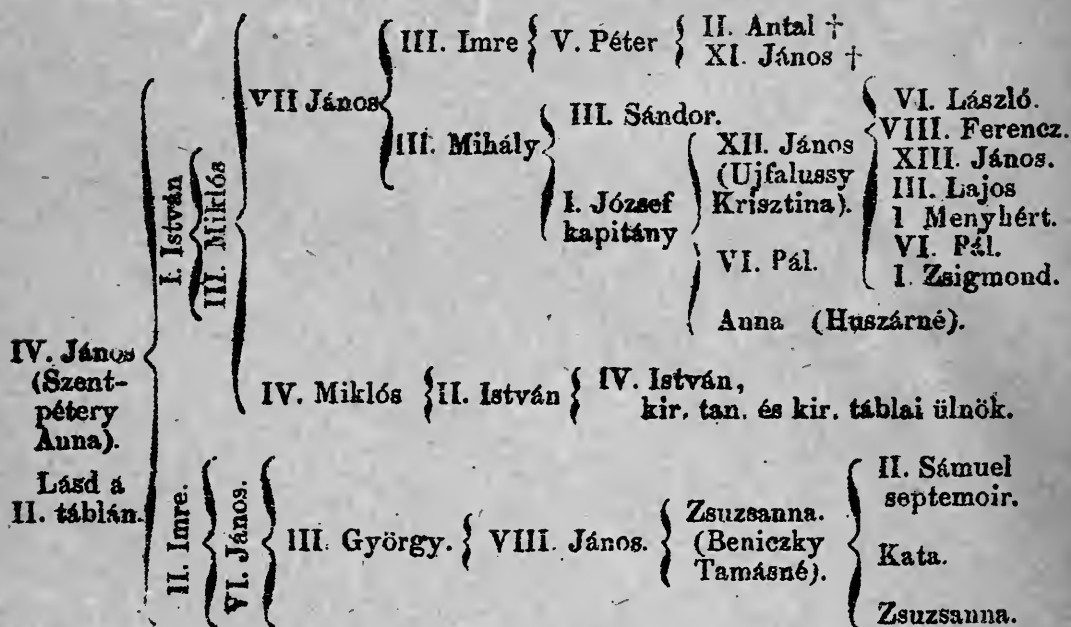 III. Imre { V. Péter { II. Antal †
XI. János †
VII János
III. Mihály
III. Sándor.
I. József
kapitány
XII. János
(Ujfalussy
Krisztina).
VI. Pál.
Anna (Huszárné).
VI. László.
VIII. Ferencz.
XIII. János.
III. Lajos
I Menyhért.
VI. Pál.
I. Zsigmond.
I. István
III. Miklós
IV. János
(Szent-
pétery
Anna).
Lásd a
II. táblán.
IV. Miklós { II. István { IV. István,
kir. tan. és kir. táblai ülnök.
II. Imre.
VI. János.
III. György. { VIII. János. { Zsuzsanna.
(Beniczky
Tamásné).
II. Sámuel
septemoir.
Kata.
Zsuzsanna.